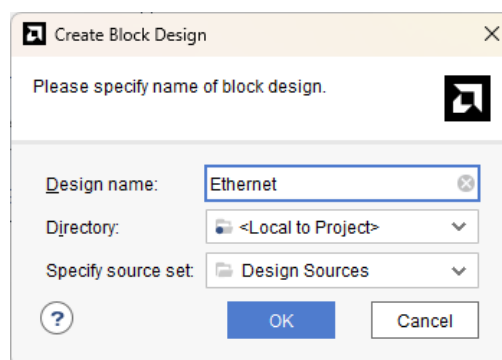 Create Block Design
Please specify name of block design.
Design name: Ethernet
Directory: <Local to Project>
Specify source set: Design Sources
? OK Cancel